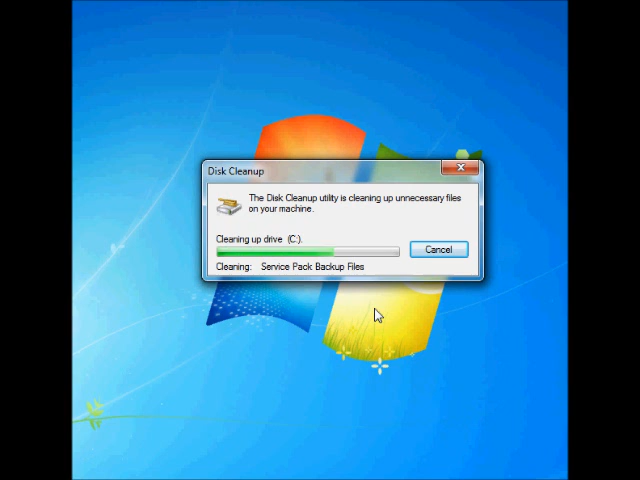 Disk Cleanup
The Disk Cleanup utility is cleaning up unnecessary files
on your machine.
Cleaning up drive (C:).
Cancel
Cleaning: Service Pack Backup Files